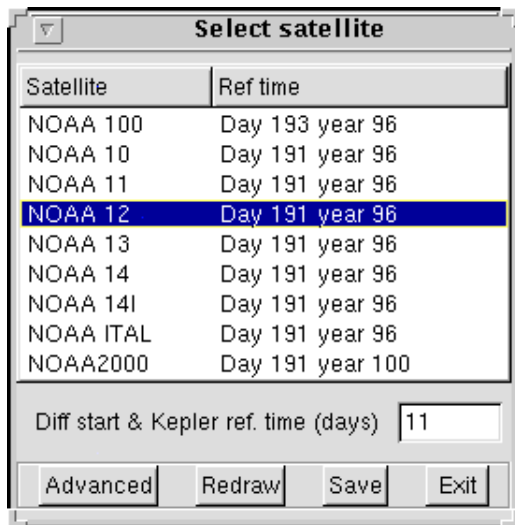 Select satellite
Satellite Ref time
NOAA 100 Day 193 year 96
NOAA 10 Day 191 year 96
NOAA 11 Day 191 year 96
NOAA 12 Day 191 year 96
NOAA 13 Day 191 year 96
NOAA 14 Day 191 year 96
NOAA 14I Day 191 year 96
NOAA ITAL Day 191 year 96
NOAA2000 Day 191 year 100
Diff start & Kepler ref. time (days) 11
Advanced Redraw Save Exit